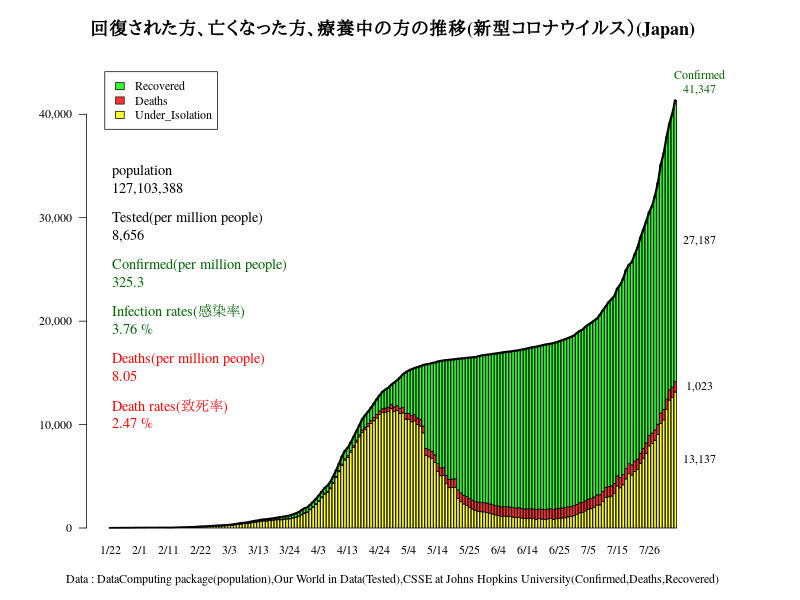 回復された方、亡くなった方、療養中の方の推移(新型コロナウイルス）(Japan)
Confirmed
41,347
Recovered
Deaths
Under_Isolation
40,000
30,000
20,000
10,000
0
population
127,103,388
Tested(per million people)
8,656
Confirmed(per million people)
325.3
Infection rates(感染率)
3.76 %
Deaths(per million people)
8.05
Death rates(致死率)
2.47 %
27,187
1,023
13,137
1/22 2/1 2/11 2/22 3/3 3/13 3/24 4/3 4/13 4/24 5/4 5/14 5/25 6/4 6/14 6/25 7/5 7/15 7/26
Data : DataComputing package(population),Our World in Data(Tested),CSSE at Johns Hopkins University(Confirmed,Deaths,Recovered)